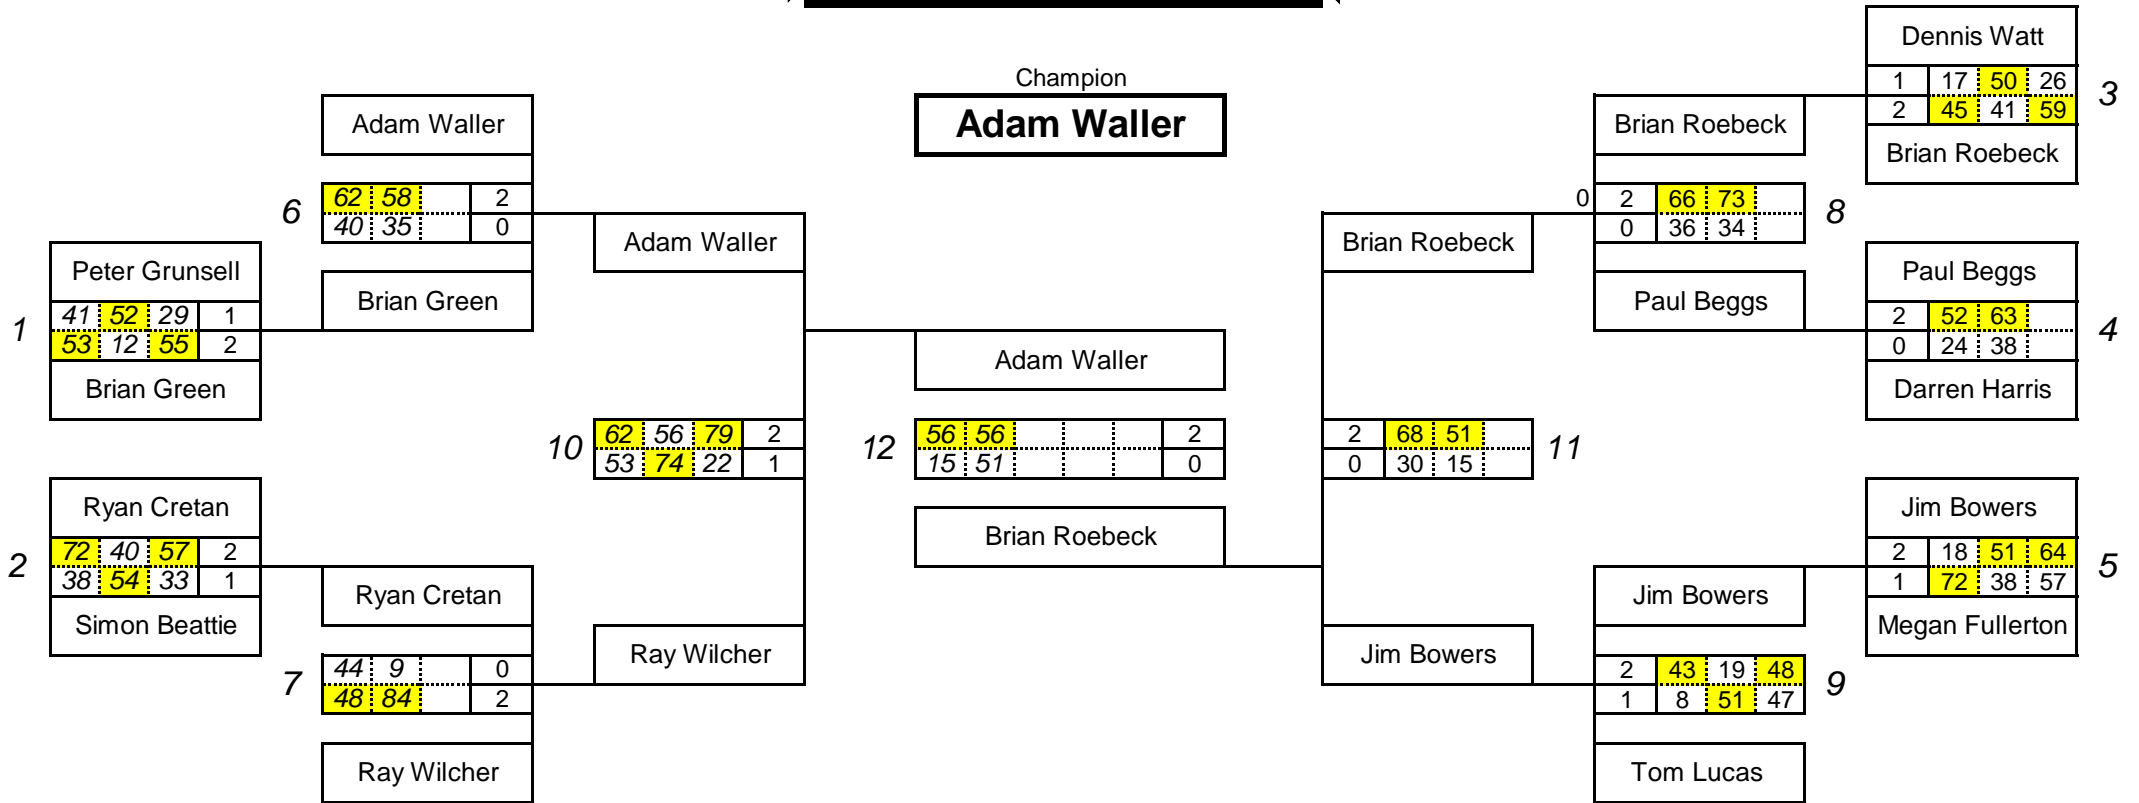 Champion
Adam Waller
Adam Waller
6
62 58 2
40 35 0
Brian Green
Peter Grunsell
1
41 52 29 1
53 12 55 2
Brian Green
Adam Waller
10
62 56 79 2
53 74 22 1
Ray Wilcher
Ryan Cretan
2
72 40 57 2
38 54 33 1
Simon Beattie
Ryan Cretan
7
44 9 0
48 84 2
Ray Wilcher
Adam Waller
12
56 56 2
15 51 0
Brian Roebeck
Brian Roebeck
2 68 51
0 30 15
11
Jim Bowers
Brian Roebeck
0
2 66 73
0 36 34
8
Paul Beggs
Dennis Watt
1 17 50 26
2 45 41 59
3
Brian Roebeck
Paul Beggs
2 52 63
0 24 38
4
Darren Harris
Jim Bowers
2 18 51 64
1 72 38 57
5
Megan Fullerton
Jim Bowers
2 43 19 48
1 8 51 47
9
Tom Lucas